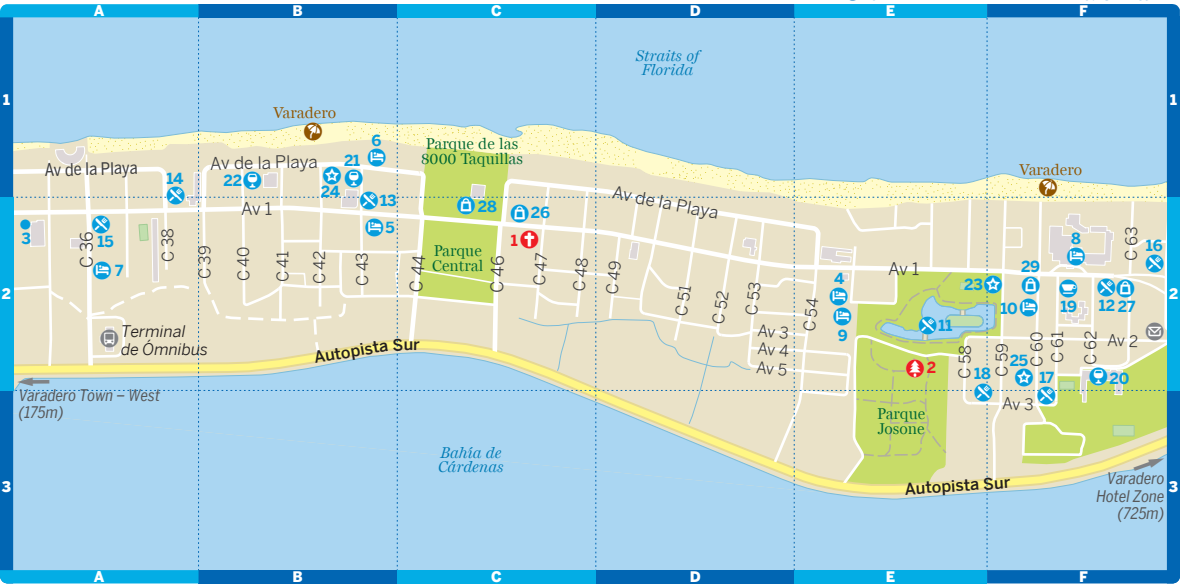 A
B
C
D
E
F
1
1
Straits of
Florida
Varadero
6
Parque de las
8000 Taquillas
Av de la Playa
Av de la Playa
21
22
24
14
13
Varadero
Av de la Playa
Av 1
28
26
3
15
5
1
C 36
C 38
C 39
C 40
C 41
C 42
C 43
C 44
Parque
Central
C 46
C 47
C 48
C 49
7
8
C 63
16
Av 1
2
2
4
23
29
10
19
12
27
9
11
C 51
C 52
C 53
C 54
Terminal
de Ómnibus
Autopista Sur
Av 3
Av 4
Av 5
C 58
C 59
C 60
C 61
C 62
Av 2
2
25
18
17
20
Av 3
Varadero Town – West
(175m)
Parque
Josone
Bahía de
Cárdenas
3
3
Autopista Sur
Varadero
Hotel Zone
(725m)
A
B
C
D
E
F